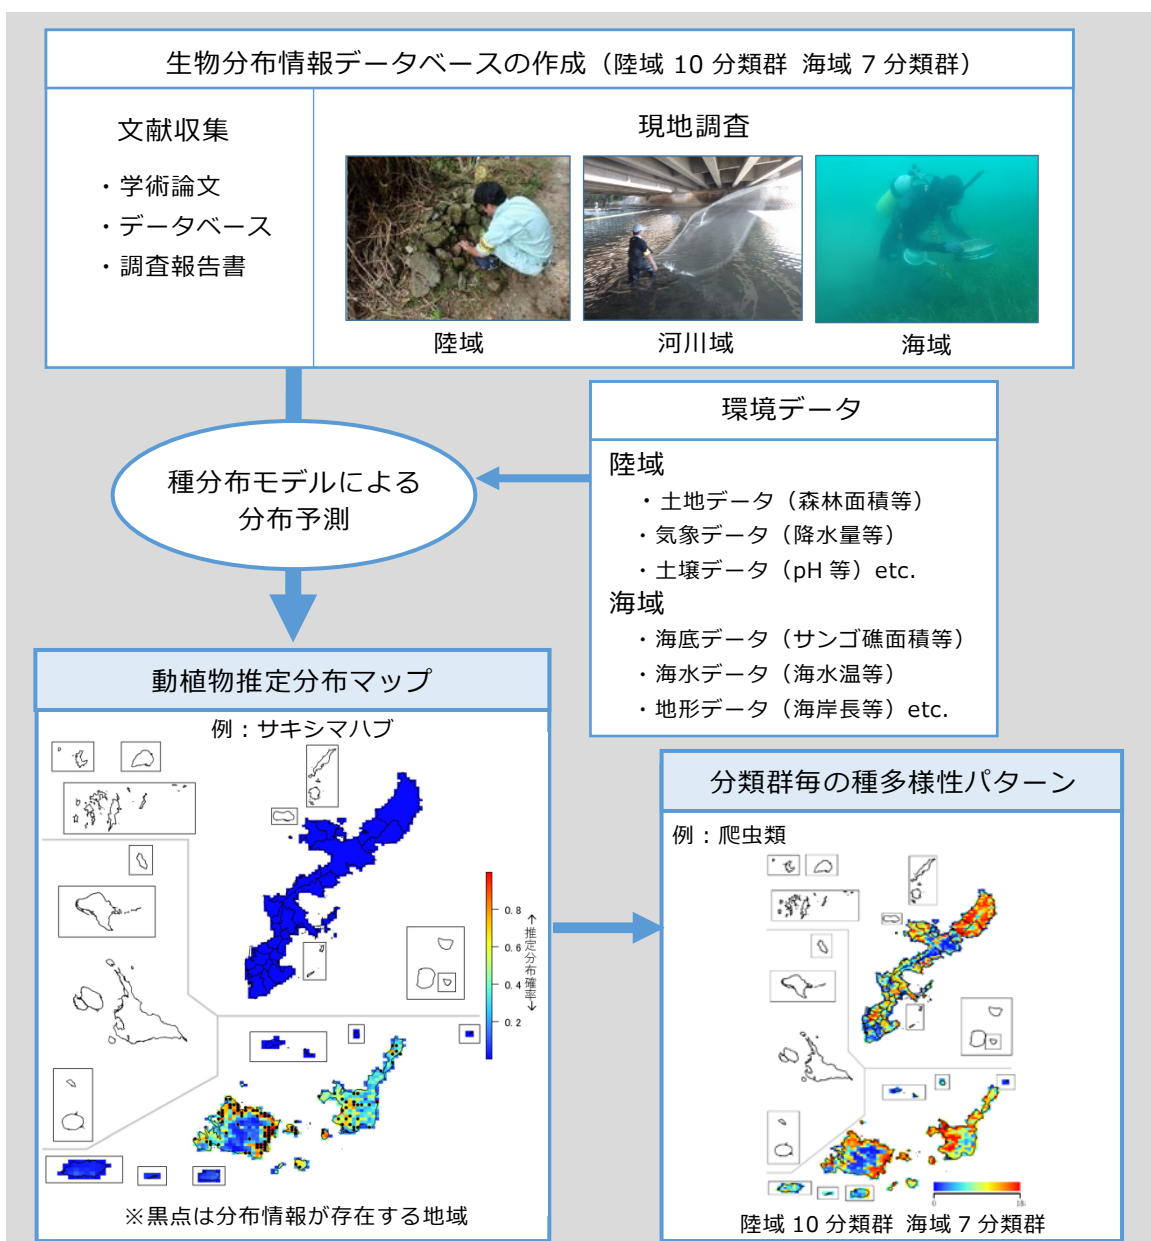 生物分布情報データベースの作成（陸域 10 分類群 海域 7 分類群）
文献収集
・学術論文
・データベース
・調査報告書
現地調査
陸域
河川域
海域
環境データ
陸域
・土地データ（森林面積等）
・気象データ（降水量等）
・土壌データ（pH 等）etc.
海域
・海底データ（サンゴ礁面積等）
・海水データ（海水温等）
・地形データ（海岸長等）etc.
種分布モデルによる
分布予測
動植物推定分布マップ
例：サキシマハブ
0.8
0.6
0.4
0.2
←推定分布確率→
※黒点は分布情報が存在する地域
分類群毎の種多様性パターン
例：爬虫類
0
陸域 10 分類群 海域 7 分類群